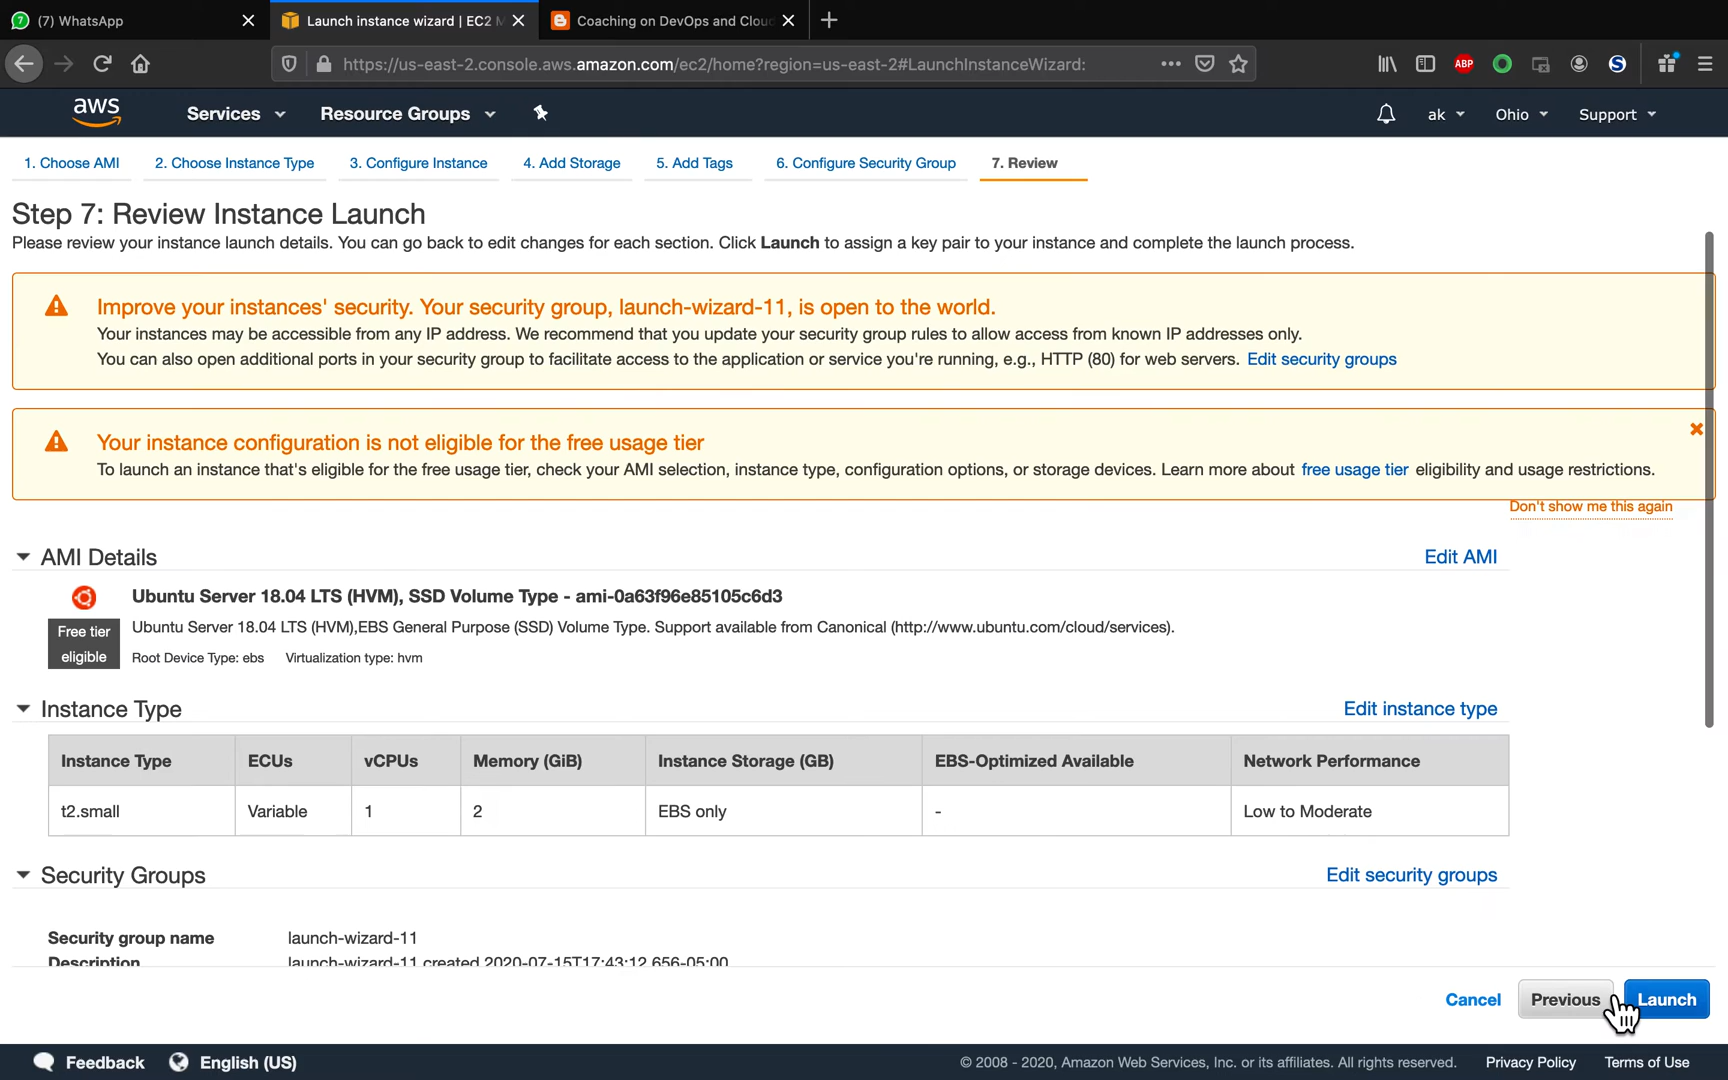 (7) WhatsApp
Launch instance wizard | EC2 M
Coaching on DevOps and Cloud
https://us-east-2.console.aws.amazon.com/ec2/home?region=us-east-2#LaunchInstanceWizard:
ABP
S
aws
Services
Resource Groups
ak
Ohio
Support
1. Choose AMI
2. Choose Instance Type
3. Configure Instance
4. Add Storage
5. Add Tags
6. Configure Security Group
7. Review
Step 7: Review Instance Launch
Please review your instance launch details. You can go back to edit changes for each section. Click Launch to assign a key pair to your instance and complete the launch process.
Improve your instances' security. Your security group, launch-wizard-11, is open to the world.
Your instances may be accessible from any IP address. We recommend that you update your security group rules to allow access from known IP addresses only.
You can also open additional ports in your security group to facilitate access to the application or service you're running, e.g., HTTP (80) for web servers. Edit security groups
Your instance configuration is not eligible for the free usage tier
To launch an instance that's eligible for the free usage tier, check your AMI selection, instance type, configuration options, or storage devices. Learn more about free usage tier eligibility and usage restrictions.
Don't show me this again
AMI Details
Edit AMI
Free tier
eligible
Ubuntu Server 18.04 LTS (HVM), SSD Volume Type - ami-0a63f96e85105c6d3
Ubuntu Server 18.04 LTS (HVM),EBS General Purpose (SSD) Volume Type. Support available from Canonical (http://www.ubuntu.com/cloud/services).
Root Device Type: ebs Virtualization type: hvm
Instance Type
Edit instance type
Instance Type ECUs vCPUs Memory (GiB) Instance Storage (GB) EBS-Optimized Available Network Performance
t2.small Variable 1 2 EBS only - Low to Moderate
Security Groups
Edit security groups
Security group name launch-wizard-11
Description launch-wizard-11 created 2020-07-15T17:43:12.656-05:00
Cancel
Previous
Launch
Feedback
English (US)
© 2008 - 2020, Amazon Web Services, Inc. or its affiliates. All rights reserved.
Privacy Policy
Terms of Use